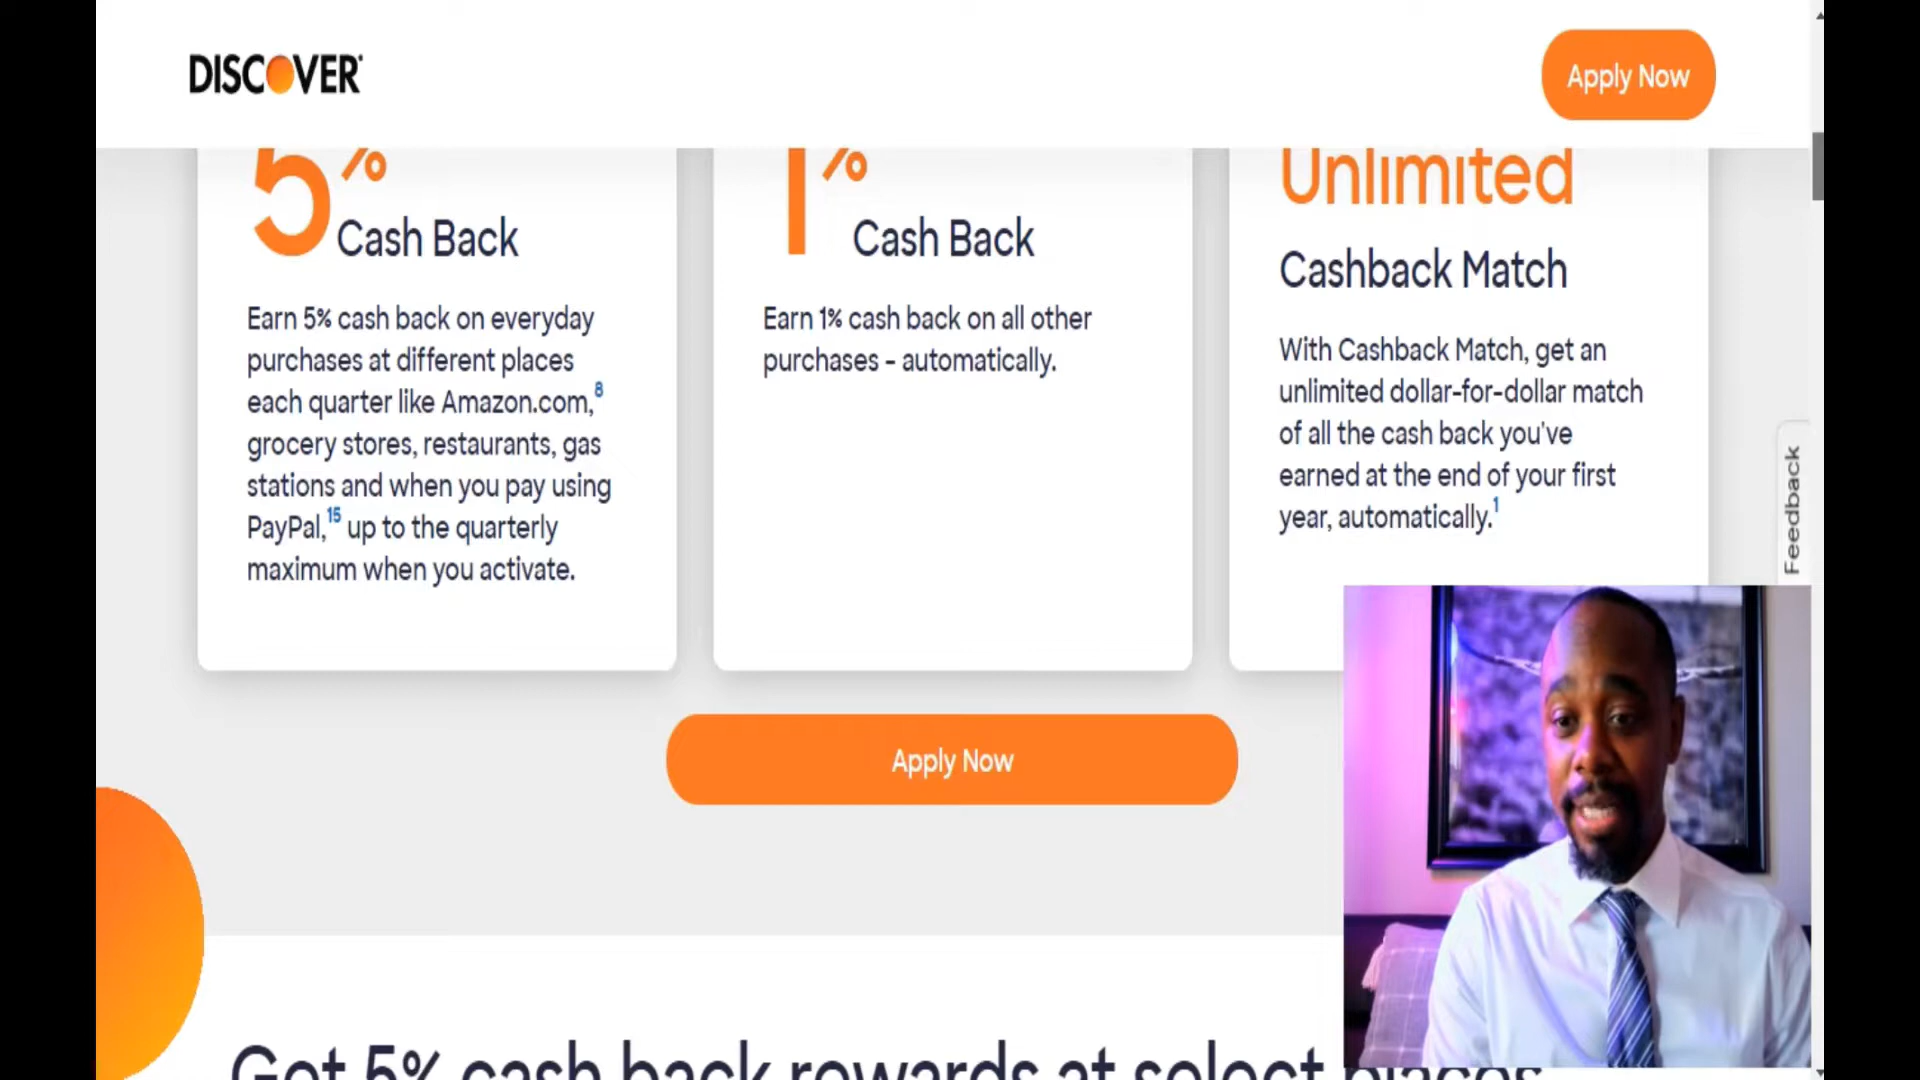 DISCOVER
Apply Now
5%
Cash Back
Earn 5% cash back on everyday
purchases at different places
each quarter like Amazon.com,8
grocery stores, restaurants, gas
stations and when you pay using
PayPal,15 up to the quarterly
maximum when you activate.
1%
Cash Back
Earn 1% cash back on all other
purchases - automatically.
Unlimited
Cashback Match
With Cashback Match, get an
unlimited dollar-for-dollar match
of all the cash back you've
earned at the end of your first
year, automatically.1
Feedback
Apply Now
Get 5% cash back rewards at select places